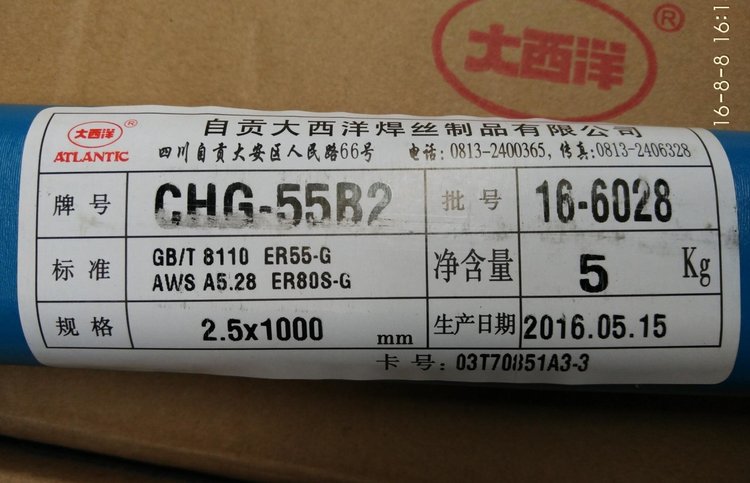 大西洋®
16-8-8 16:1
大西洋®
ATLANTIC
自贡大西洋焊丝制品有限公司
四川自贡大安区人民路66号 电话:0813-2400365,传真:0813-2406328
牌号 CHG-55B2 批号 16-6028
标准 GB/T 8110 ER55-G
AWS A5.28 ER80S-G
净含量 5 Kg
规格 2.5x1000 mm 生产日期 2016.05.15
卡号:03T70851A3-3